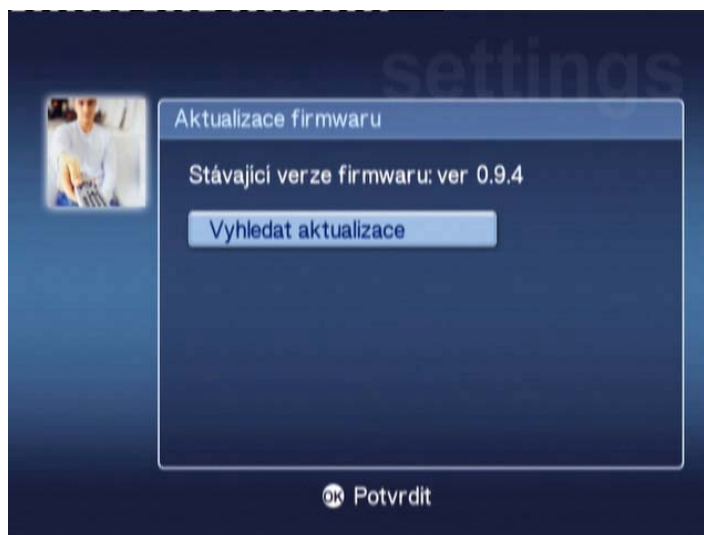 settings
Aktualizace firmwaru
Stávající verze firmwaru: ver 0.9.4
Vyhledat aktualizace
OK Potvrdit